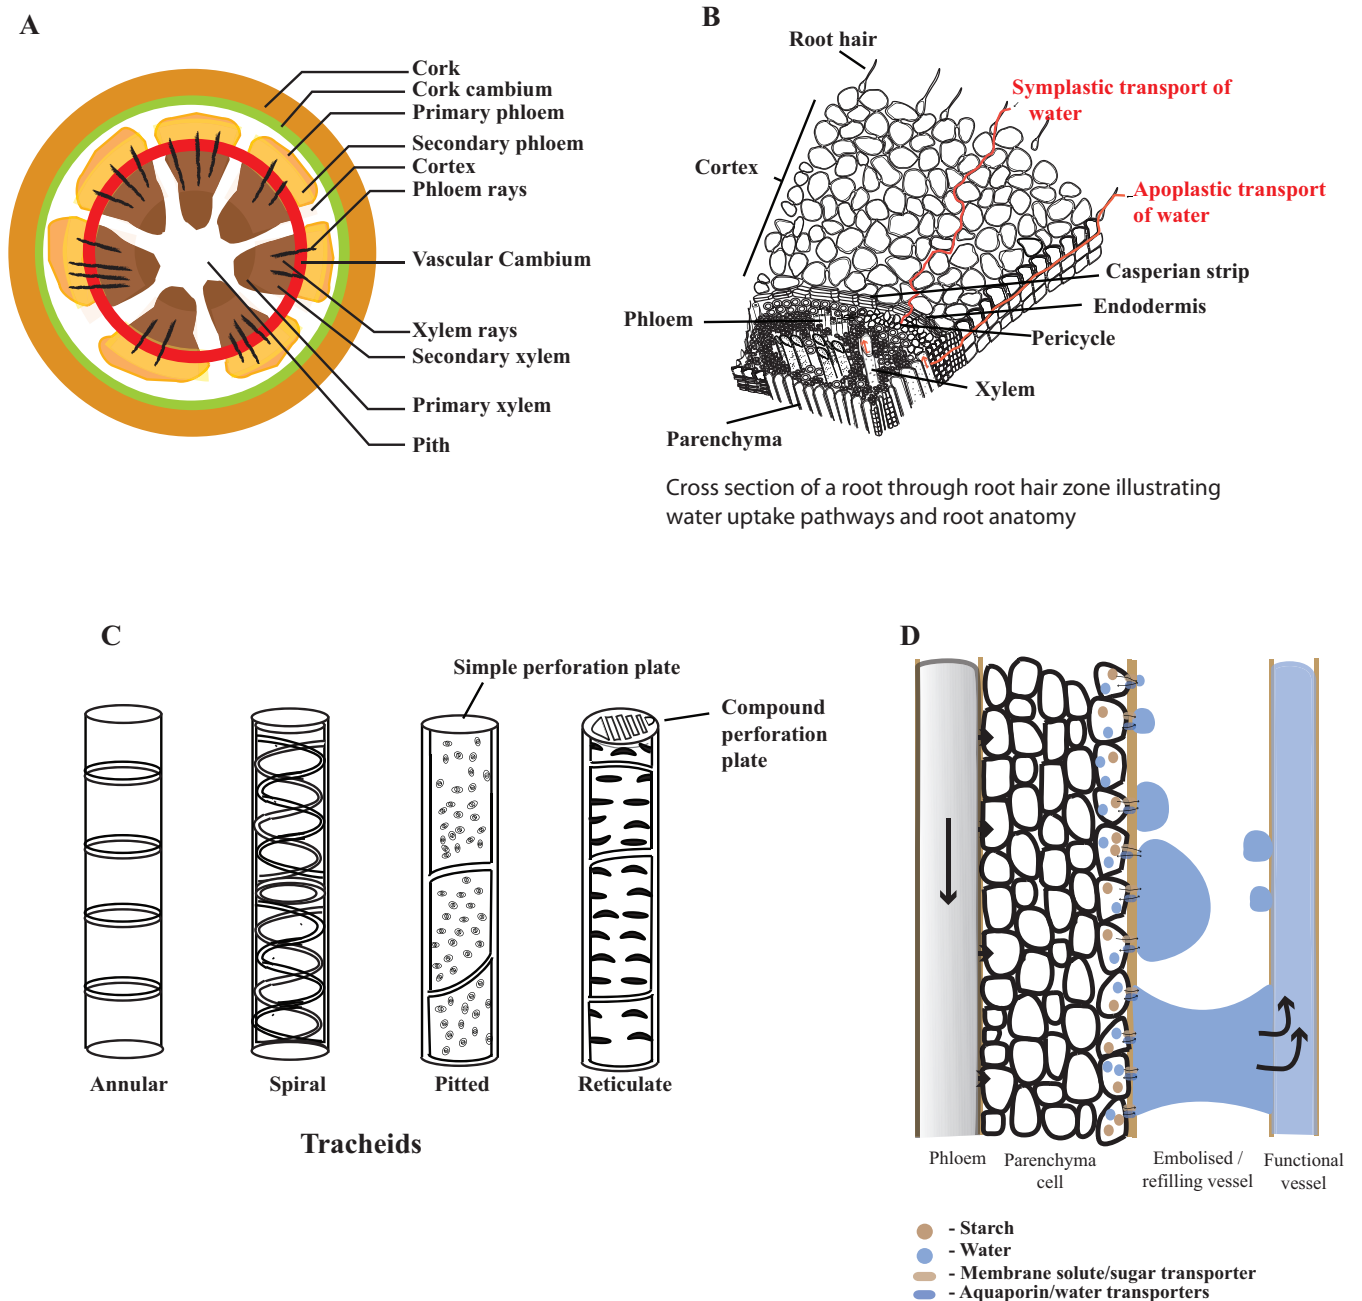 A
Cork
Cork cambium
Primary phloem
Secondary phloem
Cortex
Phloem rays
Vascular Cambium
Xylem rays
Secondary xylem
Primary xylem
Pith
B
Root hair
Symplastic transport of
water
Cortex
Apoplastic transport
of water
Casperian strip
Endodermis
Phloem
Pericycle
Xylem
Parenchyma
Cross section of a root through root hair zone illustrating
water uptake pathways and root anatomy
C
Simple perforation plate
Compound
perforation
plate
Annular
Spiral
Pitted
Reticulate
Tracheids
D
Phloem
Parenchyma
cell
Embolised /
refilling vessel
Functional
vessel
- Starch
- Water
- Membrane solute/sugar transporter
- Aquaporin/water transporters